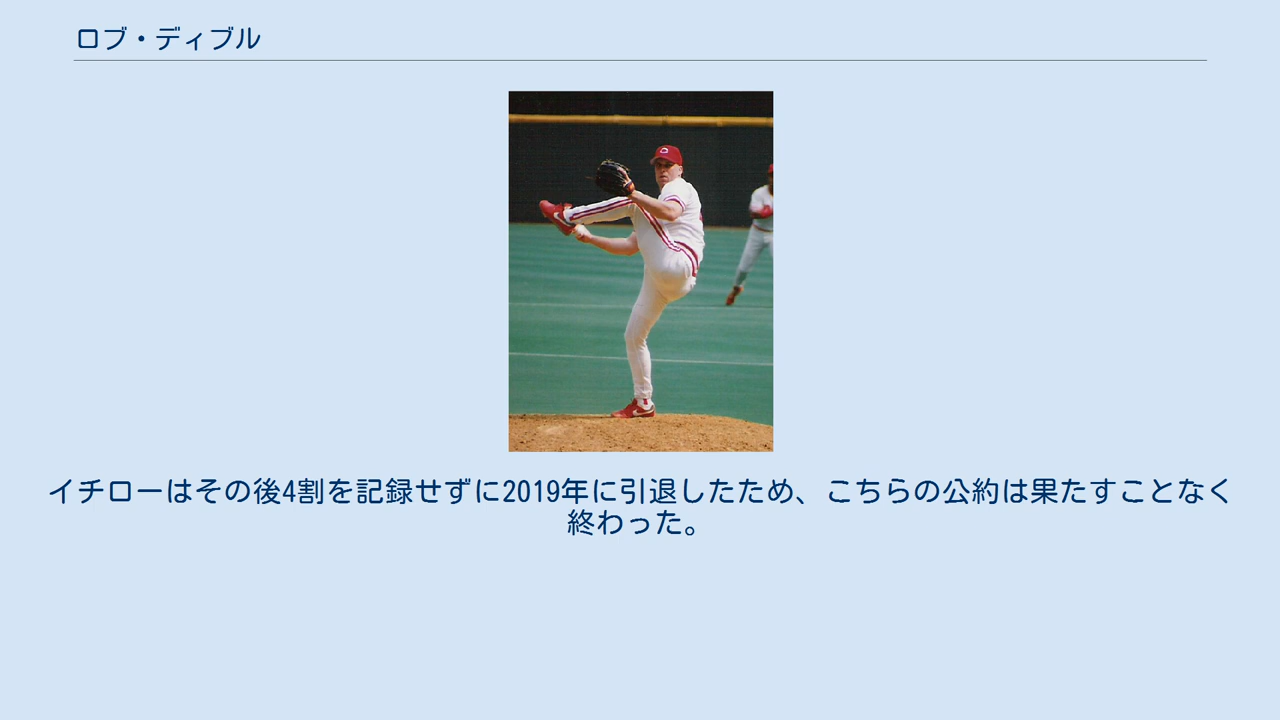 ロブ・ディブル
イチローはその後4割を記録せずに2019年に引退したため、こちらの公約は果たすことなく
終わった。